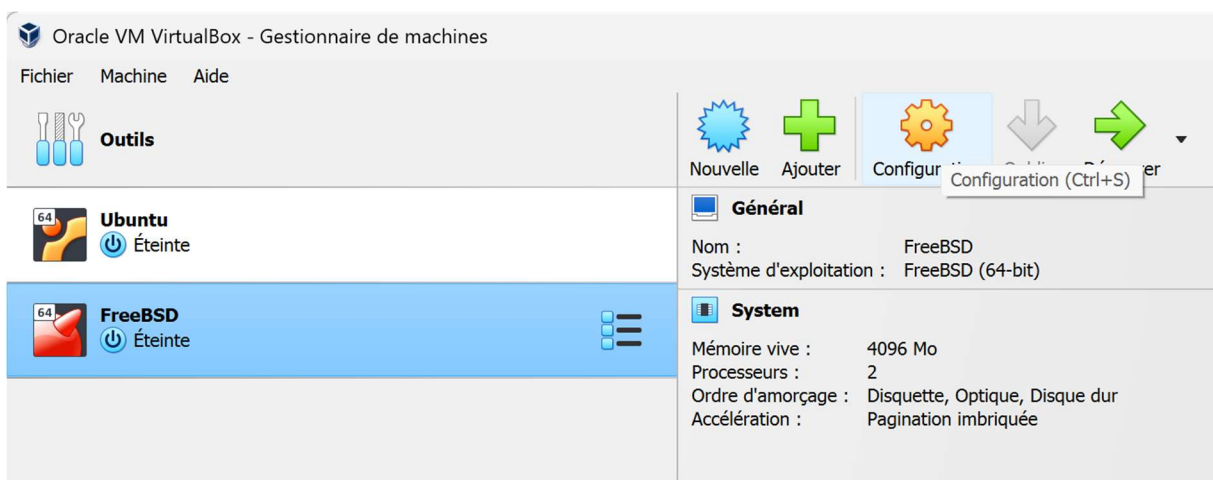 Oracle VM VirtualBox - Gestionnaire de machines
Fichier Machine Aide
Outils
Nouvelle Ajouter
Configuration (Ctrl+S)
64
Ubuntu
Éteinte
64
FreeBSD
Éteinte
Général
Nom : FreeBSD
Système d'exploitation : FreeBSD (64-bit)
System
Mémoire vive : 4096 Mo
Processeurs : 2
Ordre d'amorçage : Disquette, Optique, Disque dur
Accélération : Pagination imbriquée